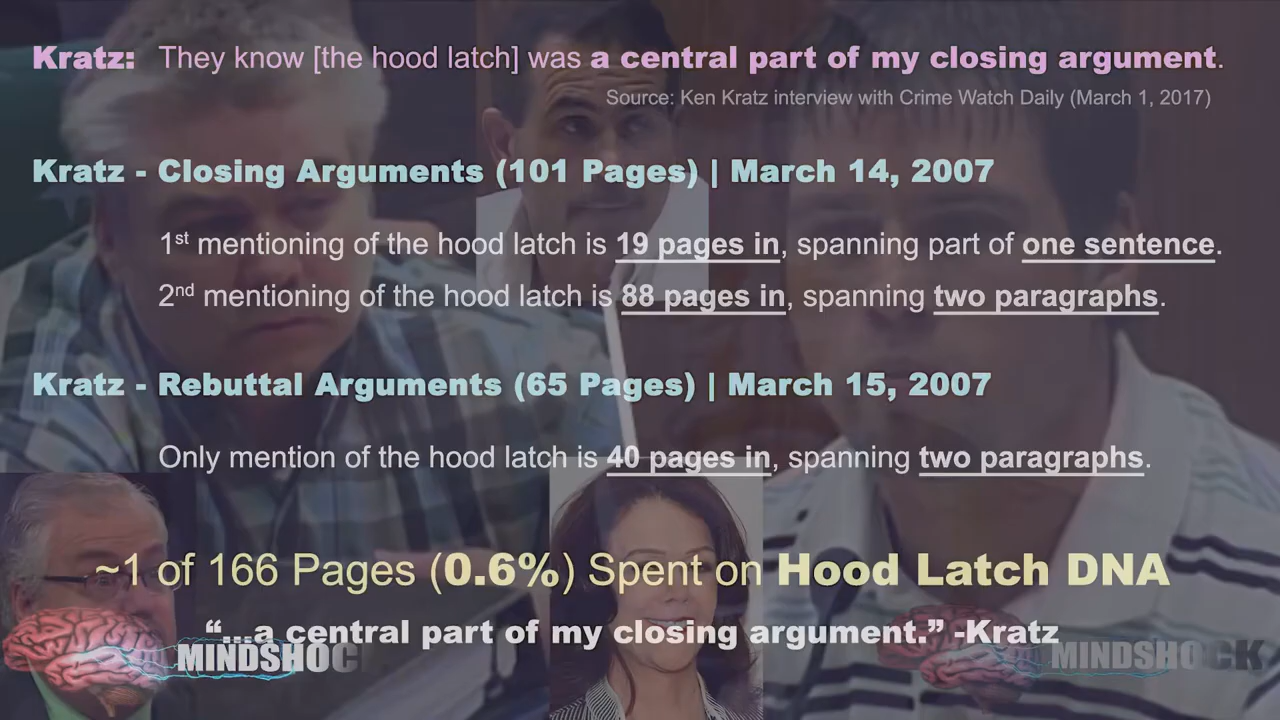 Kratz: They know [the hood latch] was a central part of my closing argument.
Source: Ken Kratz interview with Crime Watch Daily (March 1, 2017)
Kratz - Closing Arguments (101 Pages) | March 14, 2007
1st mentioning of the hood latch is 19 pages in, spanning part of one sentence.
2nd mentioning of the hood latch is 88 pages in, spanning two paragraphs.
Kratz - Rebuttal Arguments (65 Pages) | March 15, 2007
Only mention of the hood latch is 40 pages in, spanning two paragraphs.
~1 of 166 Pages (0.6%) Spent on Hood Latch DNA
“...a central part of my closing argument.” -Kratz
MINDSHOC
MINDSHOCK